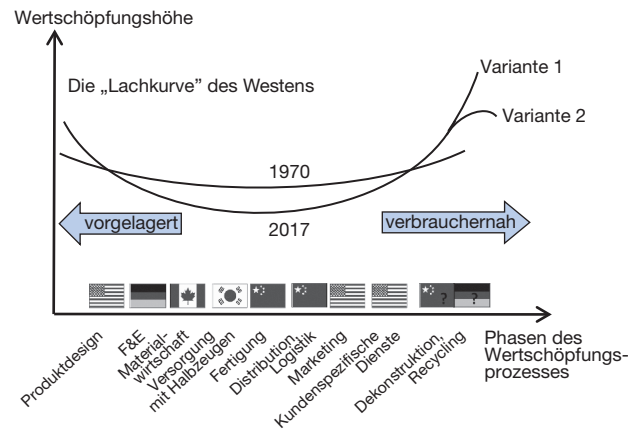 Wertschöpfungshöhe
Die „Lachkurve” des Westens
Variante 1
Variante 2
1970
2017
vorgelagert
verbrauchernah
?
?
Produktdesign
F&E
Material-
wirtschaft
Versorgung
mit Halbzeugen
Fertigung
Distribution,
Logistik
Marketing
Kundenspezifische
Dienste
Dekonstruktion,
Recycling
Phasen des
Wertschöpfungs-
prozesses